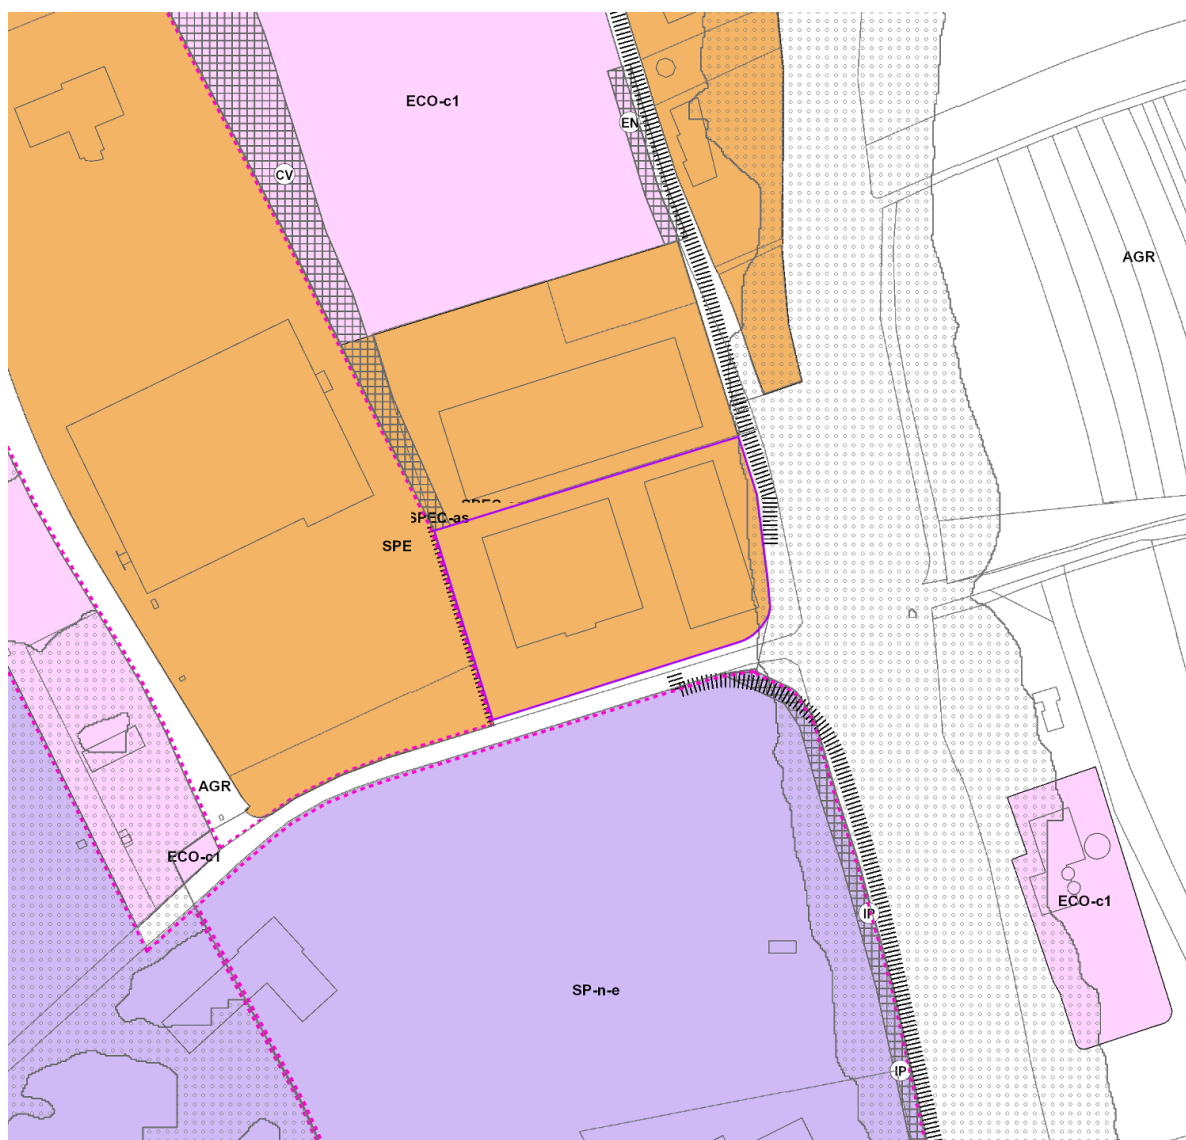 ECO-c1
EN
CV
AGR
SPEC-as
SPE
AGR
ECO-c1
ECO-c1
IP
SP-n-e
IP